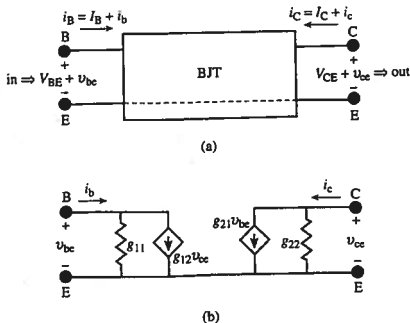 i_B = I_B + i_b i_C = I_C + i_c
B C
+ +
in ⇒ V_BE + v_be BJT V_CE + v_ce ⇒ out
− −
E E
(a)
B i_b i_c C
+ g_21v_be +
v_be g_11 g_12v_ce g_22 v_ce
− −
E E
(b)